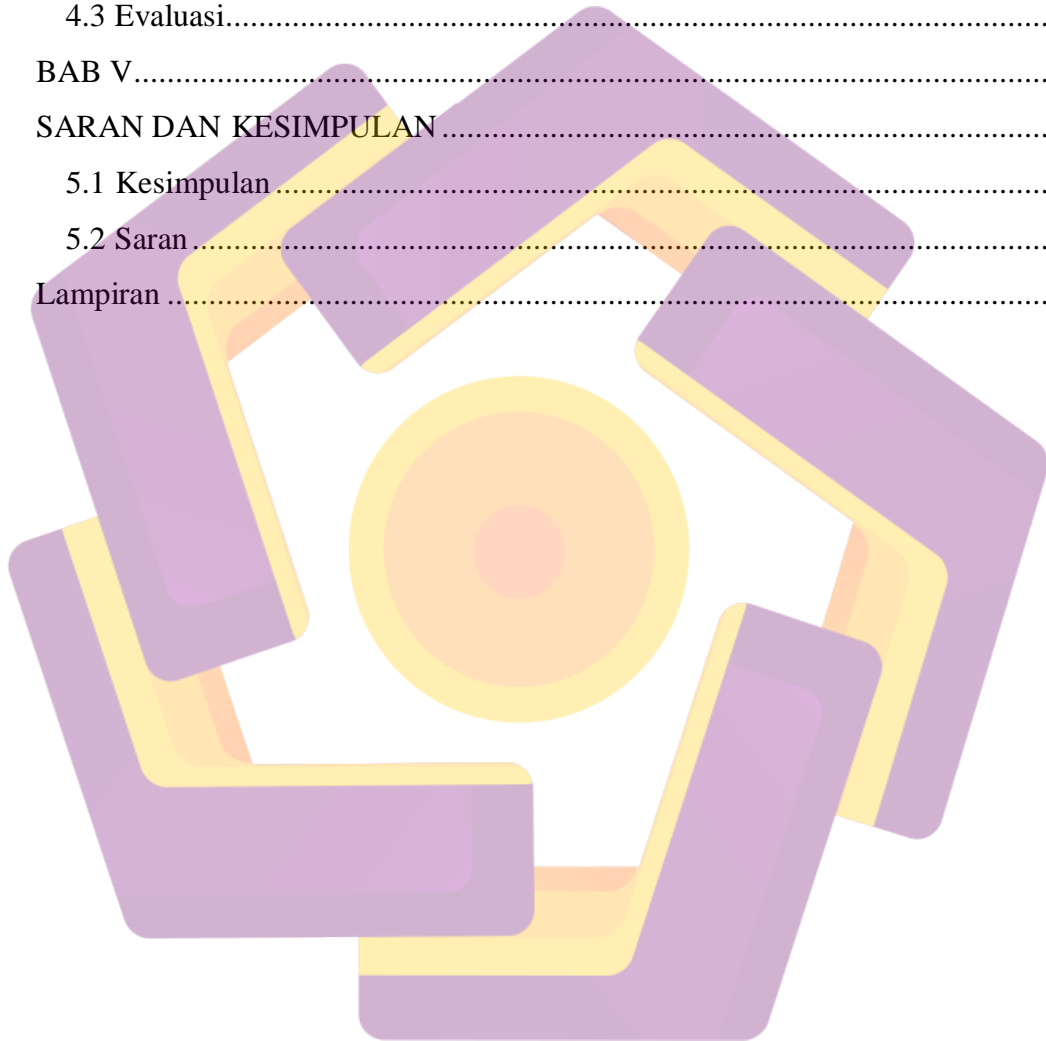 4.3 Evaluasi..........................................................................................................
BAB V......................................................................................................................
SARAN DAN KESIMPULAN..........................................................................
5.1 Kesimpulan...................................................................................................
5.2 Saran..............................................................................................................
Lampiran ................................................................................................................